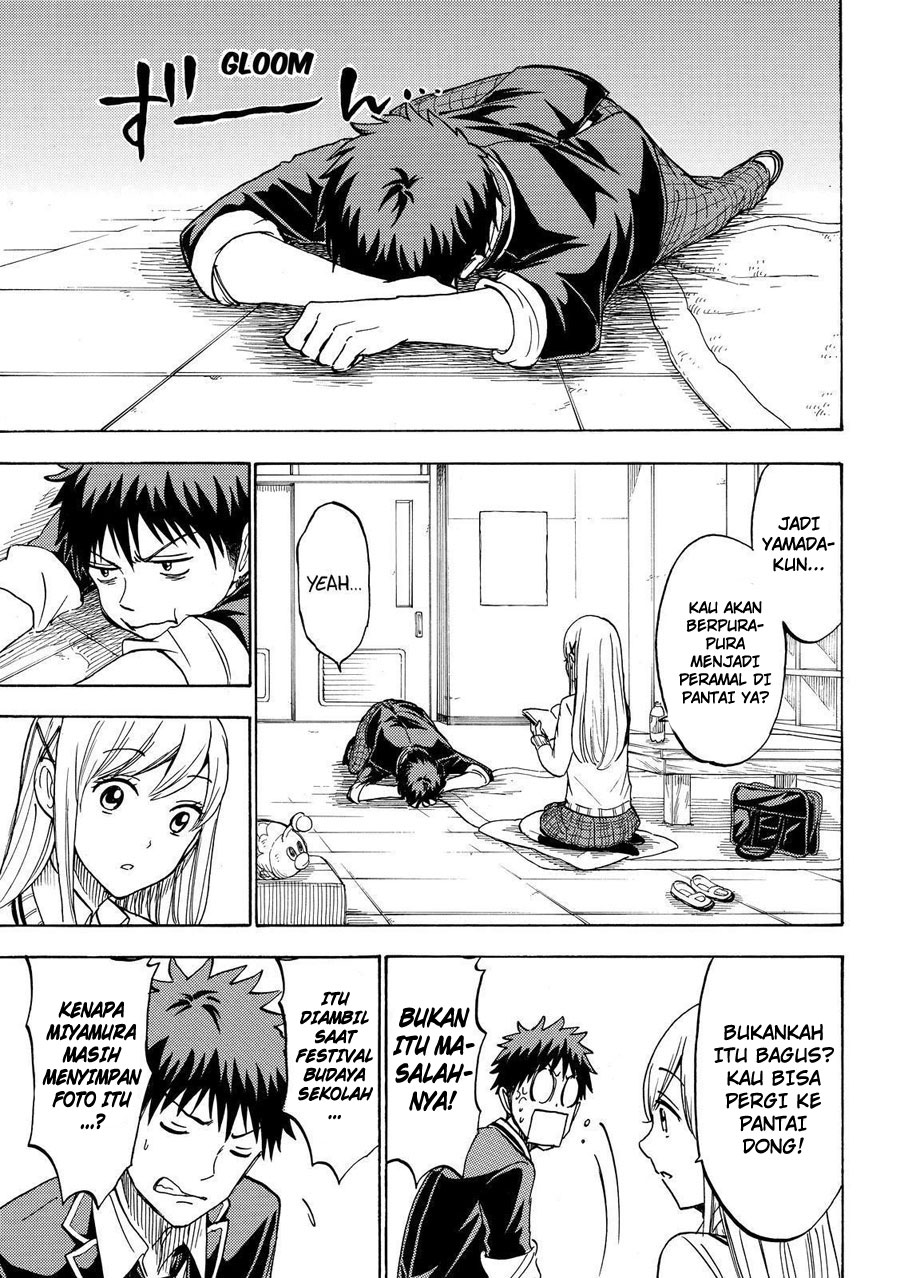 GLOOM
ずーん…
JADI
YAMADA-
KUN...
KAU AKAN
BERPURA-
PURA
MENJADI
PERAMAL DI
PANTAI YA?
YEAH...
BUKANKAH
ITU BAGUS?
KAU BISA
PERGI KE
PANTAI
DONG!
BUKAN
ITU MA-
SALAH-
NYA!
ITU
DIAMBIL
SAAT
FESTIVAL
BUDAYA
SEKOLAH
...
KENAPA
MIYAMURA
MASIH
MENYIMPAN
FOTO ITU
...?